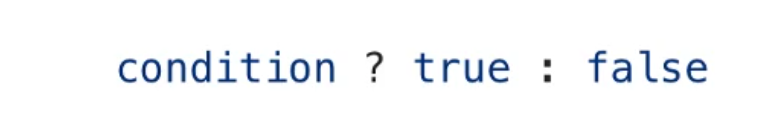 condition ? true : false